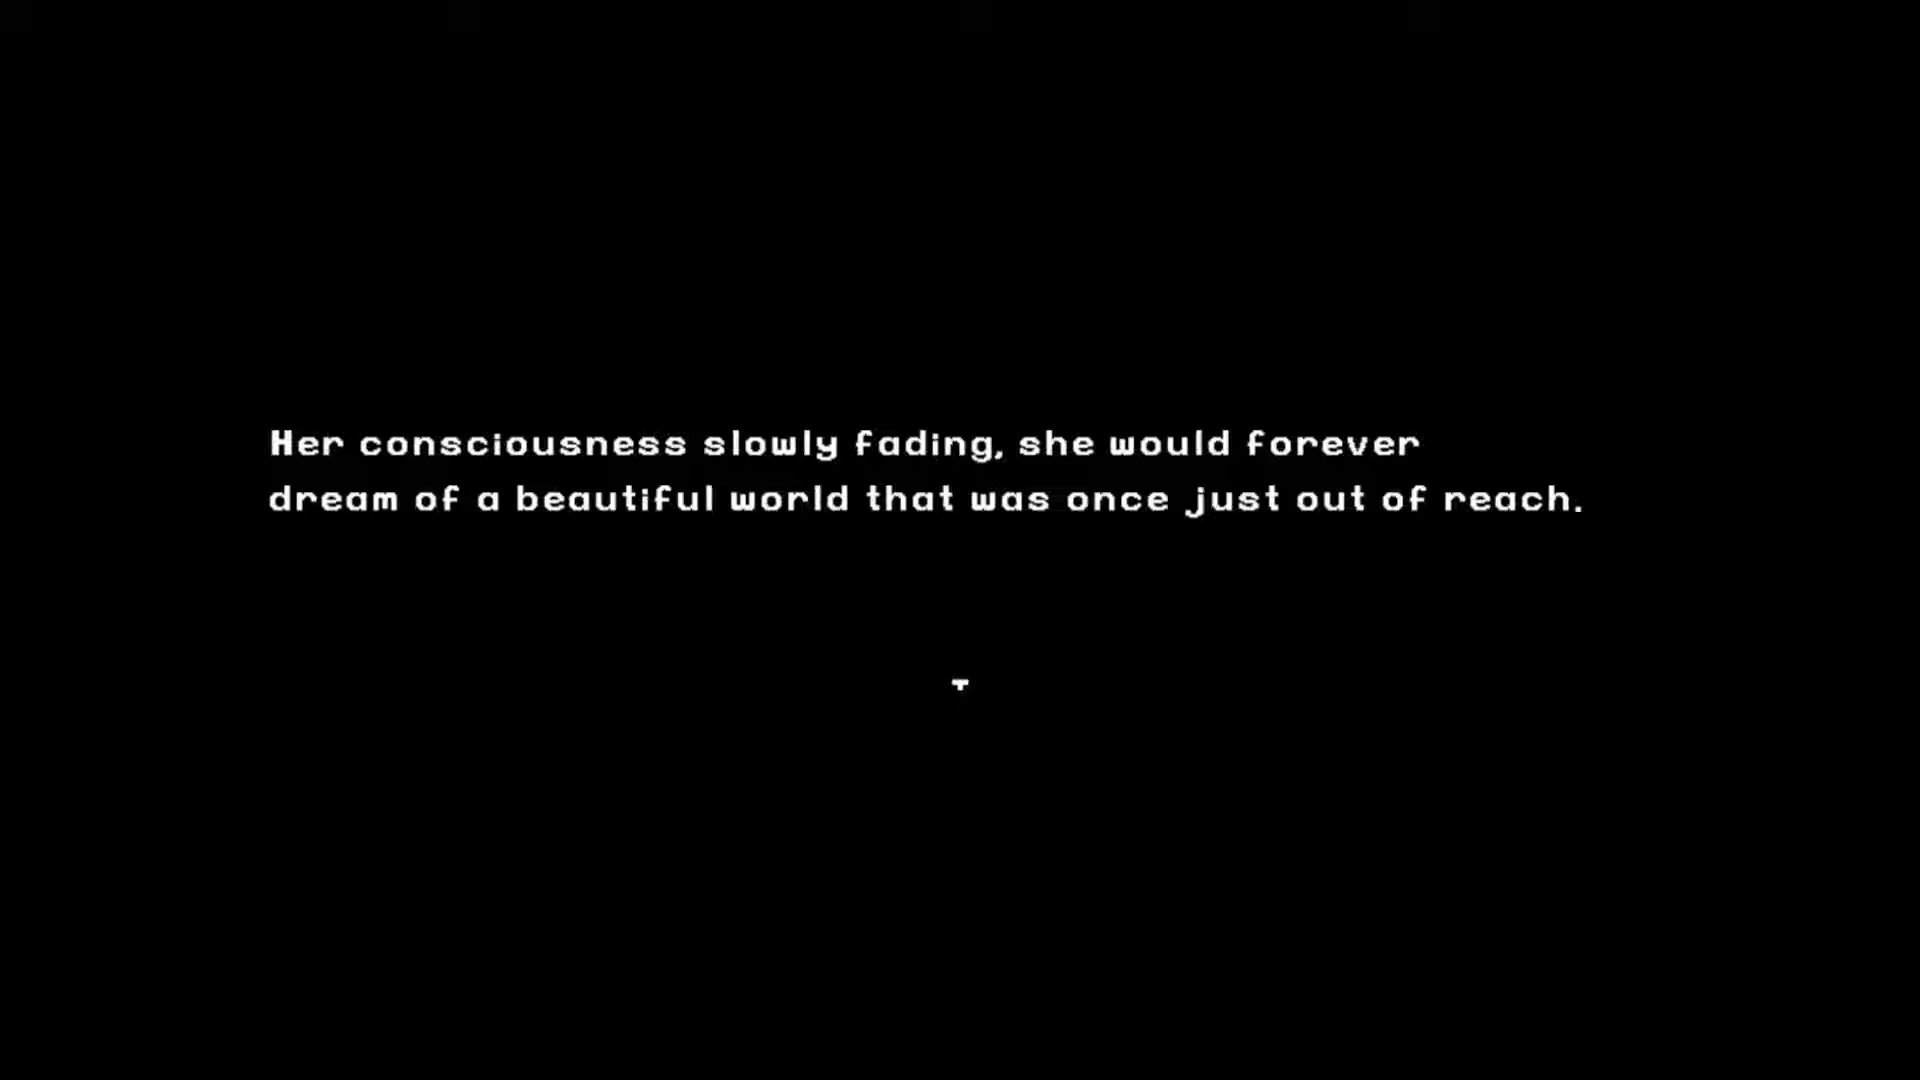 Her consciousness slowly fading, she would forever
dream of a beautiful world that was once just out of reach.